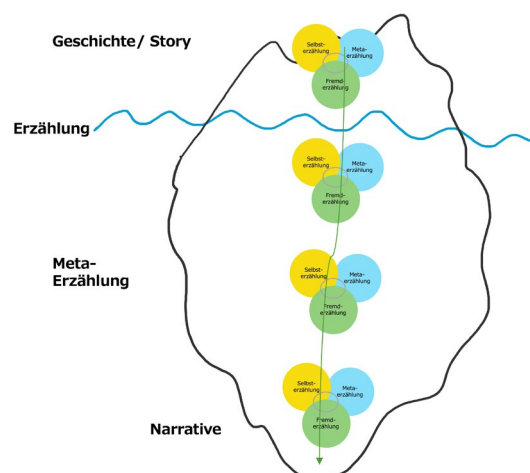 Geschichte/ Story
Selbst-
erzählung
Meta-
erzählung
Fremd-
erzählung
Erzählung
Selbst-
erzählung
Meta-
erzählung
Fremd-
erzählung
Meta-
Erzählung
Selbst-
erzählung
Meta-
erzählung
Fremd-
erzählung
Selbst-
erzählung
Meta-
erzählung
Fremd-
erzählung
Narrative